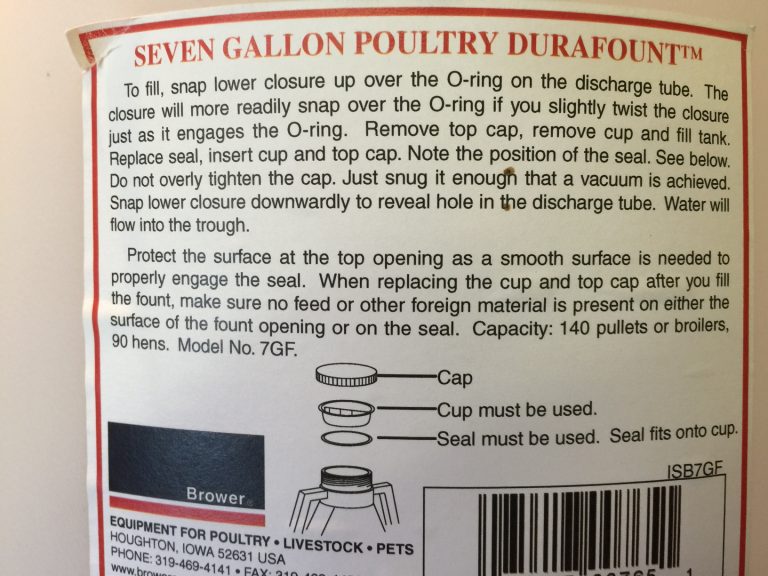 SEVEN GALLON POULTRY DURAFOUNT™
To fill, snap lower closure up over the O-ring on the discharge tube. The
closure will more readily snap over the O-ring if you slightly twist the closure
just as it engages the O-ring. Remove top cap, remove cup and fill tank.
Replace seal, insert cup and top cap. Note the position of the seal. See below.
Do not overly tighten the cap. Just snug it enough that a vacuum is achieved.
Snap lower closure downwardly to reveal hole in the discharge tube. Water will
flow into the trough.
Protect the surface at the top opening as a smooth surface is needed to
properly engage the seal. When replacing the cup and top cap after you fill
the fount, make sure no feed or other foreign material is present on either the
surface of the fount opening or on the seal. Capacity: 140 pullets or broilers,
90 hens. Model No. 7GF.
Cap
Cup must be used.
Seal must be used. Seal fits onto cup.
ISB7GF
Brower®
EQUIPMENT FOR POULTRY • LIVESTOCK • PETS
HOUGHTON, IOWA 52631 USA
PHONE: 319-469-4141 • FAX: